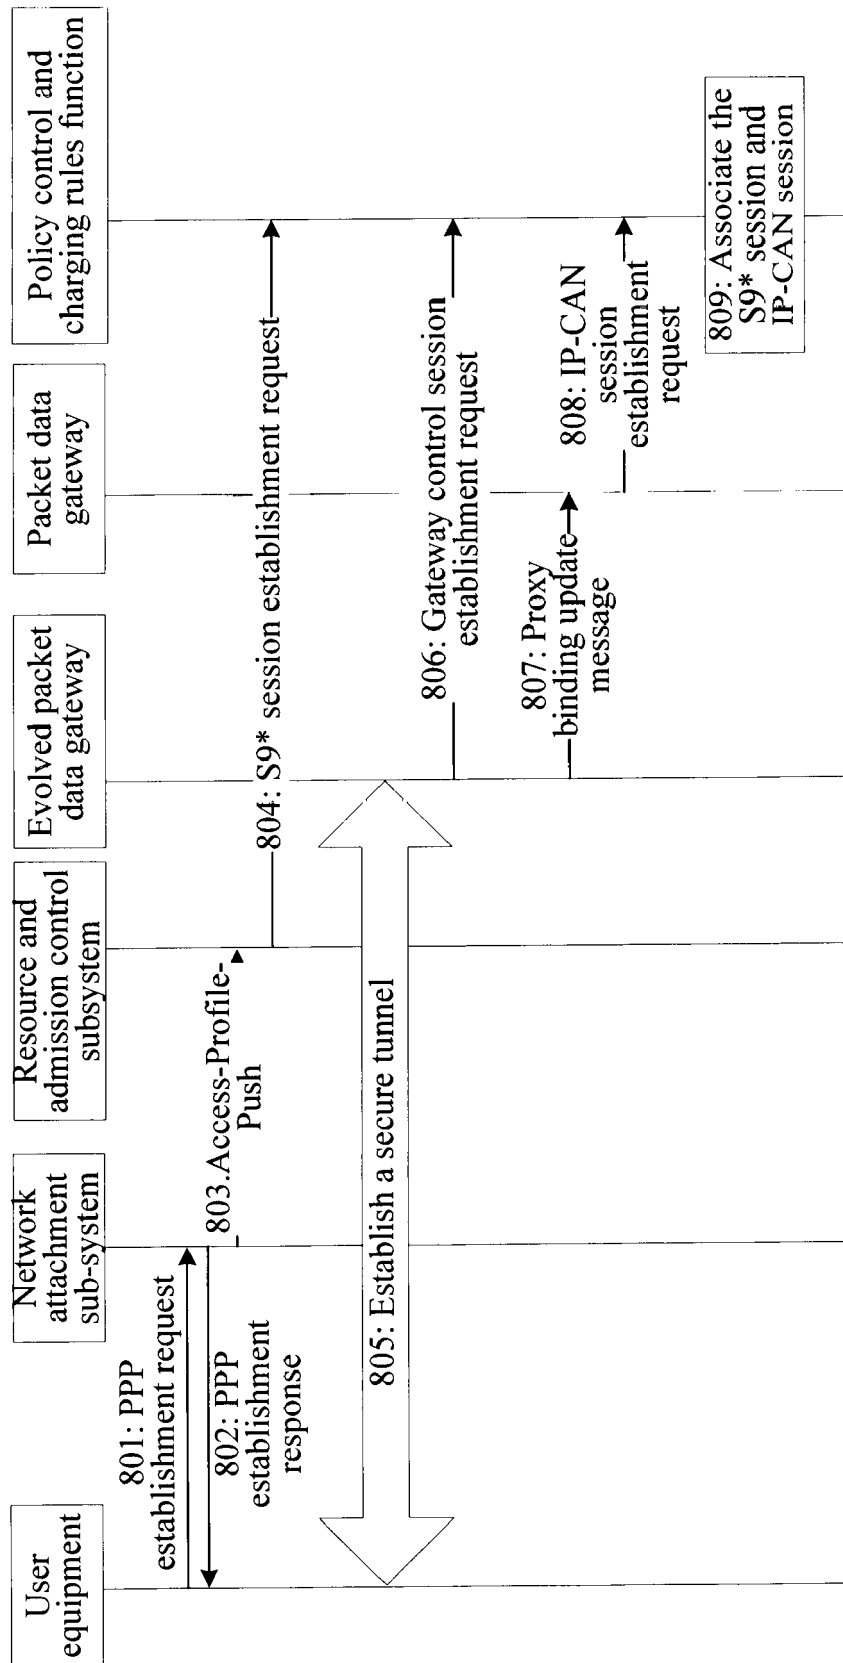 User
equipment
Network
attachment
sub-system
Resource and
admission control
subsystem
Evolved packet
data gateway
Packet data
gateway
Policy control and
charging rules function
801: PPP
establishment request
802: PPP
establishment
response
803.Access-Profile-
Push
804: S9* session establishment request
805: Establish a secure tunnel
806: Gateway control session
establishment request
807: Proxy
binding update
message
808: IP-CAN
session
establishment
request
809: Associate the
S9* session and
IP-CAN session